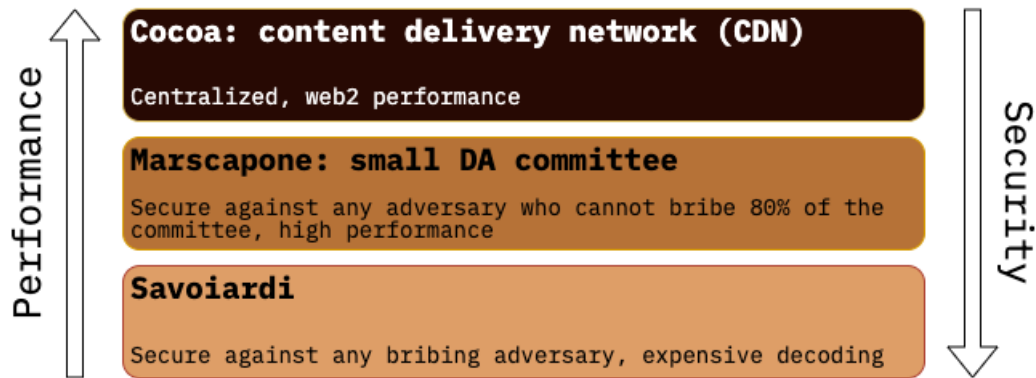 Performance
Cocoa: content delivery network (CDN)
Centralized, web2 performance
Marscapone: small DA committee
Secure against any adversary who cannot bribe 80% of the
committee, high performance
Savoiardi
Secure against any bribing adversary, expensive decoding
Security